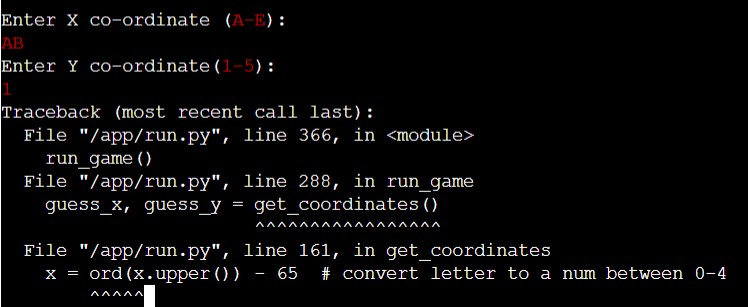 Enter X co-ordinate (A-E):
AB
Enter Y co-ordinate(1-5):
1
Traceback (most recent call last):
  File "/app/run.py", line 366, in <module>
    run_game()
  File "/app/run.py", line 288, in run_game
    guess_x, guess_y = get_coordinates()
                       ^^^^^^^^^^^^^^^^^
  File "/app/run.py", line 161, in get_coordinates
    x = ord(x.upper()) - 65  # convert letter to a num between 0-4
        ^^^^^